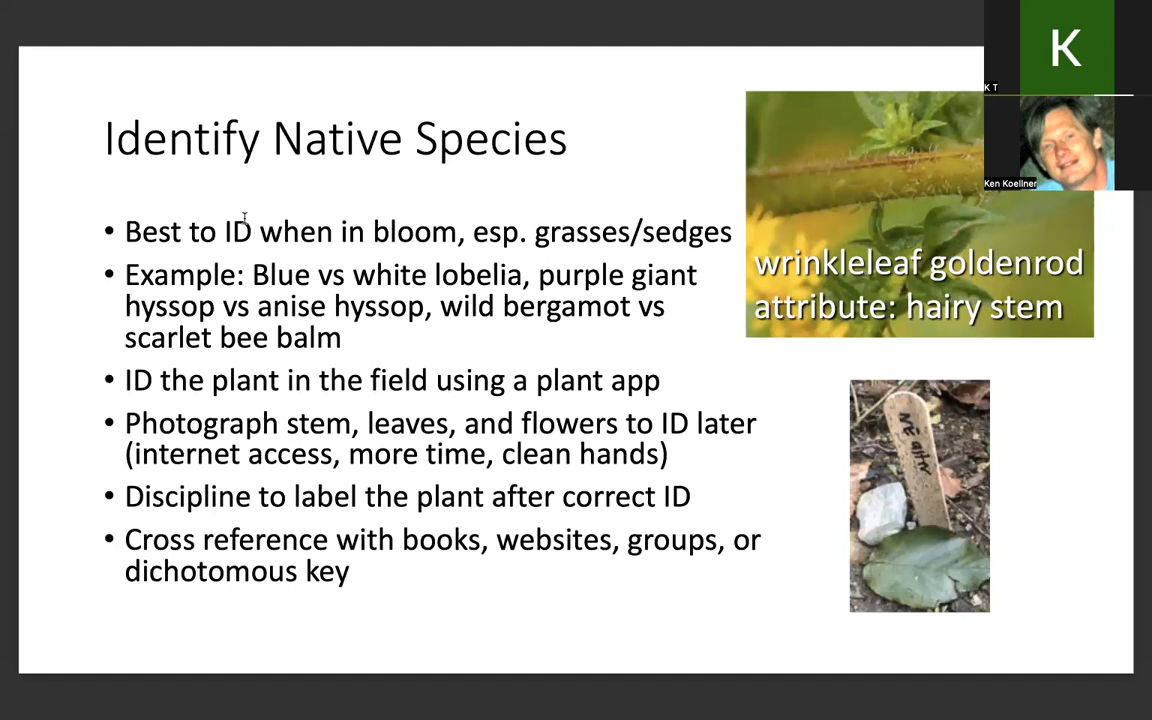 K
K T
Ken Koellner
Identify Native Species
• Best to ID when in bloom, esp. grasses/sedges
• Example: Blue vs white lobelia, purple giant
hyssop vs anise hyssop, wild bergamot vs
scarlet bee balm
• ID the plant in the field using a plant app
• Photograph stem, leaves, and flowers to ID later
(internet access, more time, clean hands)
• Discipline to label the plant after correct ID
• Cross reference with books, websites, groups, or
dichotomous key
wrinkleleaf goldenrod
attribute: hairy stem